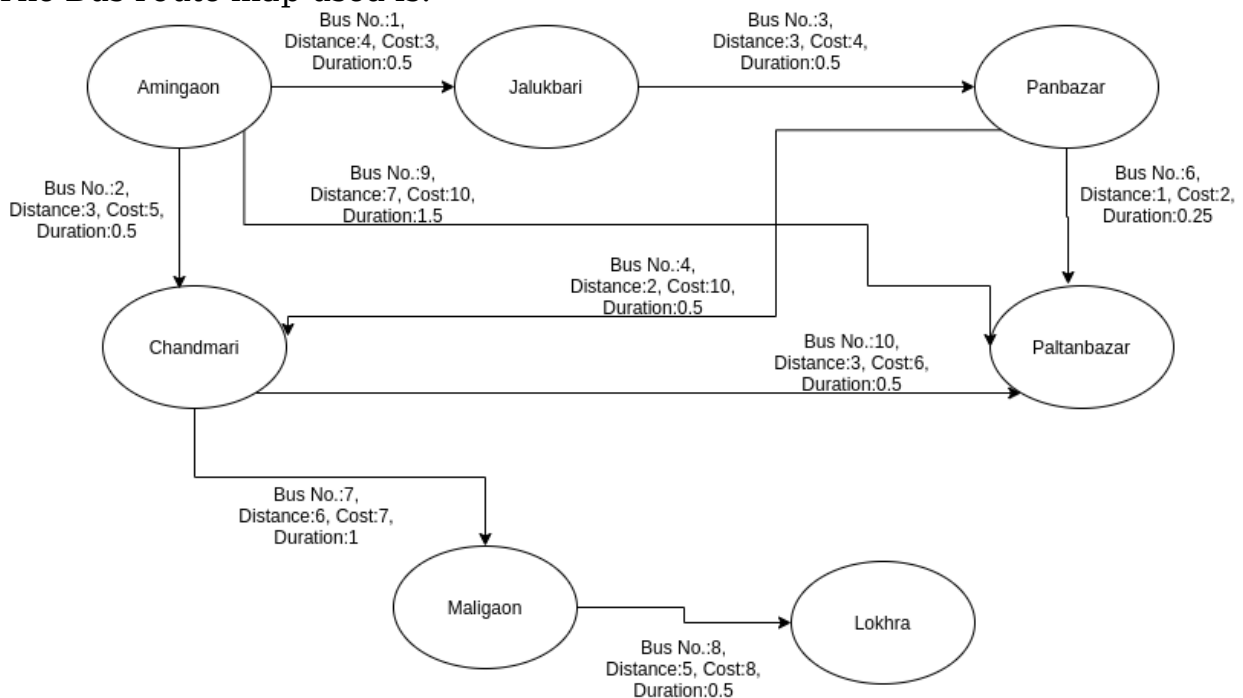 The Bus route map used is:
Bus No.:1,
Distance:4, Cost:3,
Duration:0.5
Bus No.:3,
Distance:3, Cost:4,
Duration:0.5
Amingaon
Jalukbari
Panbazar
Bus No.:2,
Distance:3, Cost:5,
Duration:0.5
Bus No.:9,
Distance:7, Cost:10,
Duration:1.5
Bus No.:6,
Distance:1, Cost:2,
Duration:0.25
Bus No.:4,
Distance:2, Cost:10,
Duration:0.5
Chandmari
Bus No.:10,
Distance:3, Cost:6,
Duration:0.5
Paltanbazar
Bus No.:7,
Distance:6, Cost:7,
Duration:1
Maligaon
Lokhra
Bus No.:8,
Distance:5, Cost:8,
Duration:0.5